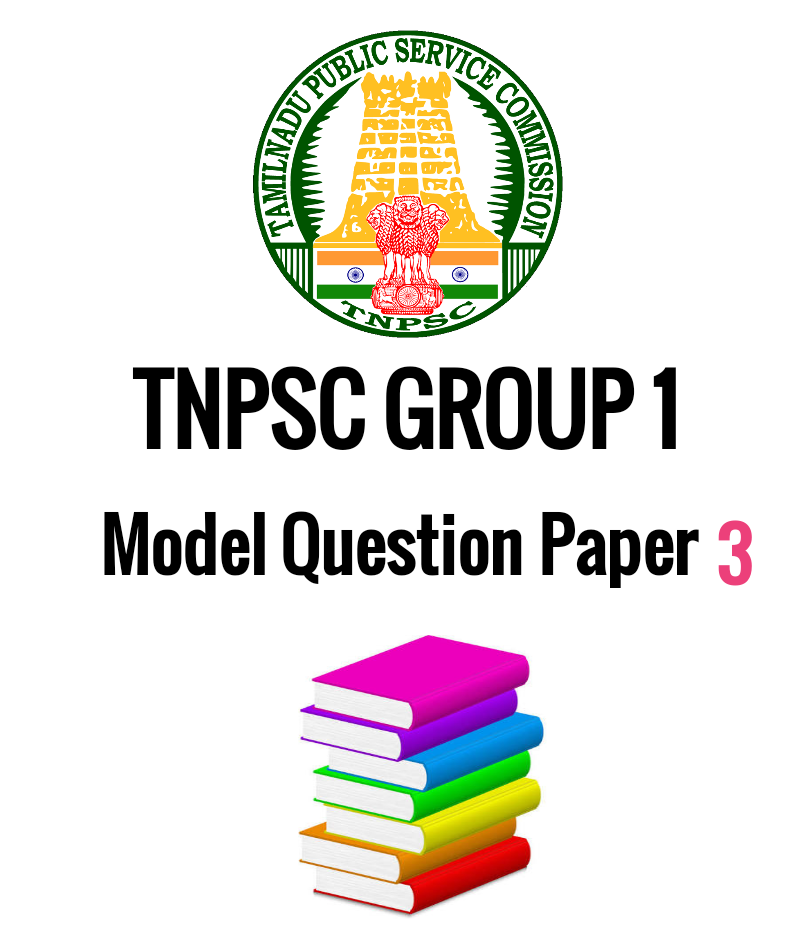 TAMILNADU PUBLIC SERVICE COMMISSION
TNPSC
TNPSC GROUP 1
Model Question Paper 3